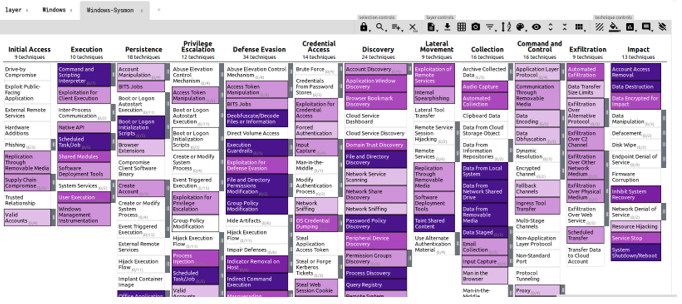 layer x Windows x Windows-Sysmon x +
selection controls layer controls technique controls
Initial Access
9 techniques
Drive-by
Compromise
Exploit Public-
Facing
Application
External Remote
Services
Hardware
Additions
Phishing
Replication
Through
Removable Media
Supply Chain
Compromise
Trusted
Relationship
Valid
Accounts
Execution
10 techniques
Command and
Scripting
Interpreter
Exploitation for
Client Execution
Inter-Process
Communication
Native API
Scheduled
Task/Job
Shared Modules
Software
Deployment Tools
System Services
User Execution
Windows
Management
Instrumentation
Persistence
18 techniques
Account
Manipulation
BITS Jobs
Boot or Logon
Autostart
Execution
Boot or Logon
Initialization
Scripts
Browser
Extensions
Compromise
Client Software
Binary
Create
Account
Create or Modify
System
Process
Event Triggered
Execution
External Remote
Services
Hijack
Execution
Flow
Implant Container
Image
Office Application
Privilege
Escalation
12 techniques
Abuse Elevation
Control
Mechanism
Access Token
Manipulation
Boot or Logon
Autostart
Execution
Boot or Logon
Initialization
Scripts
Create or Modify
System
Process
Event Triggered
Execution
Exploitation for
Privilege
Escalation
Group Policy
Modification
Hijack
Execution
Flow
Process
Injection
Scheduled
Task/Job
Valid
Accounts
Defense Evasion
34 techniques
Abuse Elevation Control
Mechanism
Access Token
Manipulation
BITS Jobs
Deobfuscate/Decode
Files or Information
Direct Volume Access
Execution
Guardrails
Exploitation for
Defense Evasion
File and Directory
Permissions
Modification
Group Policy
Modification
Hide Artifacts
Hijack Execution
Flow
Impair Defenses
Indicator Removal on
Host
Indirect Command
Execution
Masquerading
Credential
Access
14 techniques
Brute Force
Credentials
from Password
Stores
Exploitation for
Credential
Access
Forced
Authentication
Input
Capture
Man-in-the-
Middle
Modify
Authentication
Process
Network
Sniffing
OS Credential
Dumping
Steal
Application
Access Token
Steal or Forge
Kerberos
Tickets
Steal Web
Session Cookie
Discovery
24 techniques
Account Discovery
Application Window
Discovery
Browser Bookmark
Discovery
Cloud Service
Dashboard
Cloud Service Discovery
Domain Trust Discovery
File and Directory
Discovery
Network Service
Scanning
Network Share
Discovery
Network Sniffing
Password Policy
Discovery
Peripheral Device
Discovery
Permission Groups
Discovery
Process Discovery
Query Registry
Remote System
Lateral
Movement
9 techniques
Exploitation of
Remote
Services
Internal
Spearphishing
Lateral Tool
Transfer
Remote Service
Session
Hijacking
Remote
Services
Replication
Through
Removable
Media
Software
Deployment
Tools
Taint Shared
Content
Use Alternate
Authentication
Material
Collection
16 techniques
Archive Collected
Data
Audio Capture
Automated
Collection
Clipboard Data
Data from Cloud
Storage Object
Data from
Information
Repositories
Data from Local
System
Data from
Network Shared
Drive
Data from
Removable
Media
Data Staged
Email
Collection
Input Capture
Man in the
Browser
Man-in-the-
Command and
Control
16 techniques
Application Layer
Protocol
Communication
Through
Removable Media
Data
Encoding
Data
Obfuscation
Dynamic
Resolution
Encrypted
Channel
Fallback
Channels
Ingress Tool
Transfer
Multi-Stage
Channels
Non-Application
Layer Protocol
Non-Standard
Port
Protocol
Tunneling
Proxy
Exfiltration
9 techniques
Automated
Exfiltration
Data Transfer
Size Limits
Exfiltration
Over
Alternative
Protocol
Exfiltration
Over C2
Channel
Exfiltration
Over Other
Network
Medium
Exfiltration
Over Physical
Medium
Exfiltration
Over Web
Service
Scheduled
Transfer
Transfer Data
to Cloud
Account
Impact
13 techniques
Account Access
Removal
Data Destruction
Data Encrypted for
Impact
Data
Manipulation
Defacement
Disk Wipe
Endpoint Denial of
Service
Firmware
Corruption
Inhibit System
Recovery
Network Denial of
Service
Resource Hijacking
Service Stop
System
Shutdown/Reboot